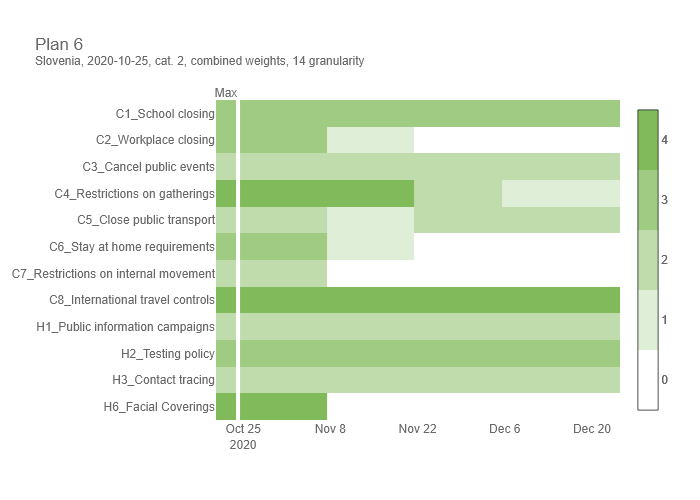 Plan 6
Slovenia, 2020-10-25, cat. 2, combined weights, 14 granularity
Max
C1_School closing
C2_Workplace closing
C3_Cancel public events
C4_Restrictions on gatherings
C5_Close public transport
C6_Stay at home requirements
C7_Restrictions on internal movement
C8_International travel controls
H1_Public information campaigns
H2_Testing policy
H3_Contact tracing
H6_Facial Coverings
Oct 25 Nov 8 Nov 22 Dec 6 Dec 20
2020
4
3
2
1
0